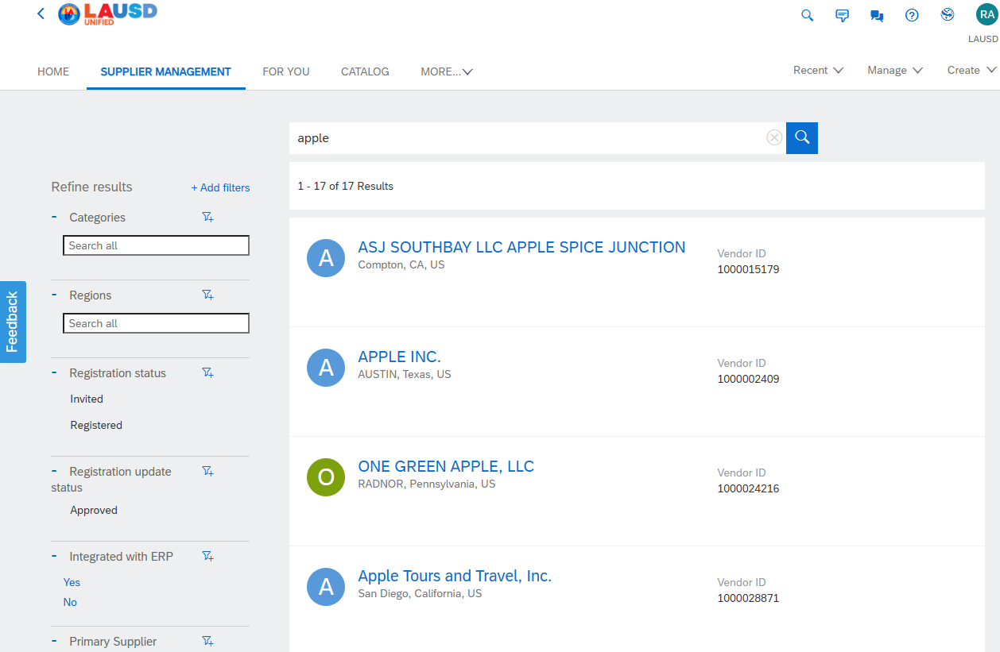 LAUSD
UNIFIED
RA
LAUSD
HOME
SUPPLIER MANAGEMENT
FOR YOU
CATALOG
MORE...
Recent
Manage
Create
apple
Refine results
+ Add filters
- Categories
Search all
- Regions
Search all
- Registration status
Invited
Registered
- Registration update
status
Approved
- Integrated with ERP
Yes
No
- Primary Supplier
Feedback
1 - 17 of 17 Results
A
ASJ SOUTHBAY LLC APPLE SPICE JUNCTION
Compton, CA, US
Vendor ID
1000015179
A
APPLE INC.
AUSTIN, Texas, US
Vendor ID
1000002409
O
ONE GREEN APPLE, LLC
RADNOR, Pennsylvania, US
Vendor ID
1000024216
A
Apple Tours and Travel, Inc.
San Diego, California, US
Vendor ID
1000028871